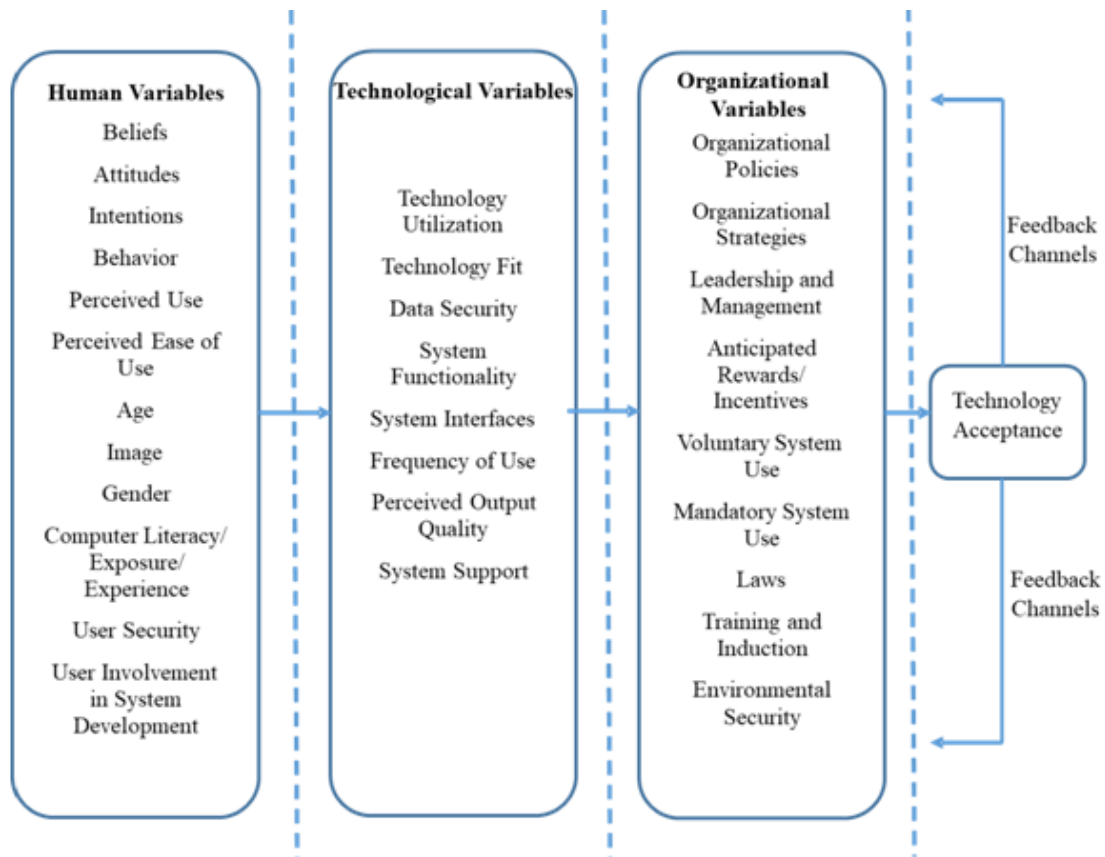 Human Variables
Beliefs
Attitudes
Intentions
Behavior
Perceived Use
Perceived Ease of
Use
Age
Image
Gender
Computer Literacy/
Exposure/
Experience
User Security
User Involvement
in System
Development
Technological Variables
Technology
Utilization
Technology Fit
Data Security
System
Functionality
System Interfaces
Frequency of Use
Perceived Output
Quality
System Support
Organizational
Variables
Organizational
Policies
Organizational
Strategies
Leadership and
Management
Anticipated
Rewards/
Incentives
Voluntary System
Use
Mandatory System
Use
Laws
Training and
Induction
Environmental
Security
Feedback
Channels
Technology
Acceptance
Feedback
Channels